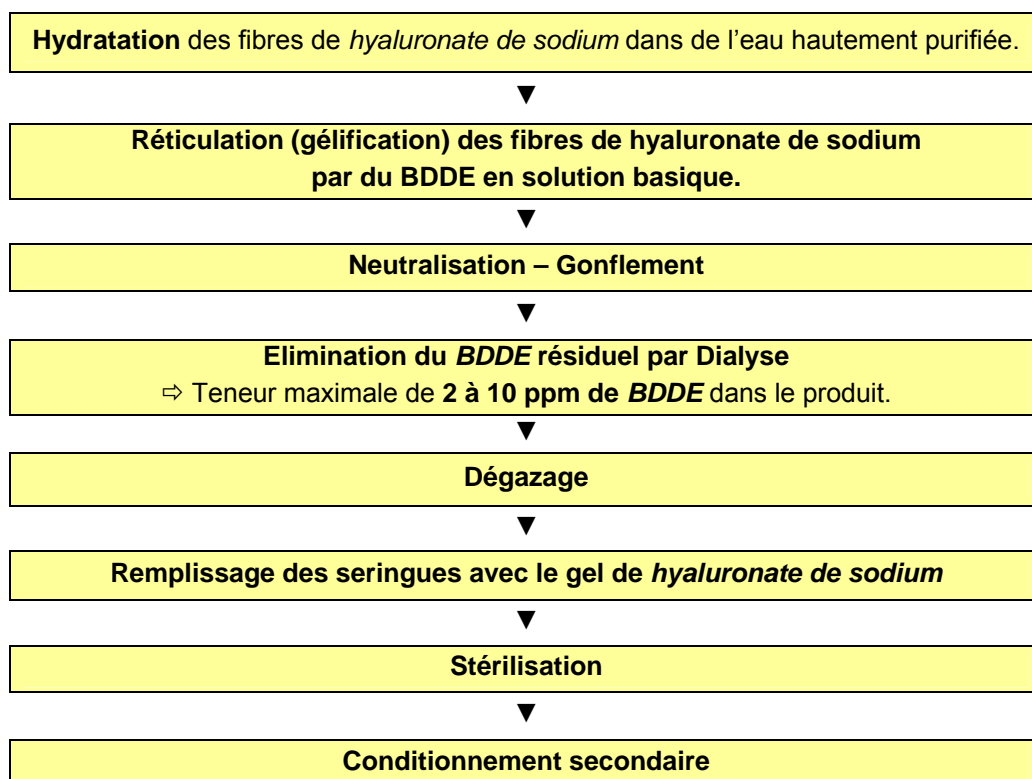 Hydratation des fibres de hyaluronate de sodium dans de l'eau hautement purifiée.
▼
Réticulation (gélification) des fibres de hyaluronate de sodium
par du BDDE en solution basique.
▼
Neutralisation – Gonflement
▼
Elimination du BDDE résiduel par Dialyse
⇨ Teneur maximale de 2 à 10 ppm de BDDE dans le produit.
▼
Dégazage
▼
Remplissage des seringues avec le gel de hyaluronate de sodium
▼
Stérilisation
▼
Conditionnement secondaire